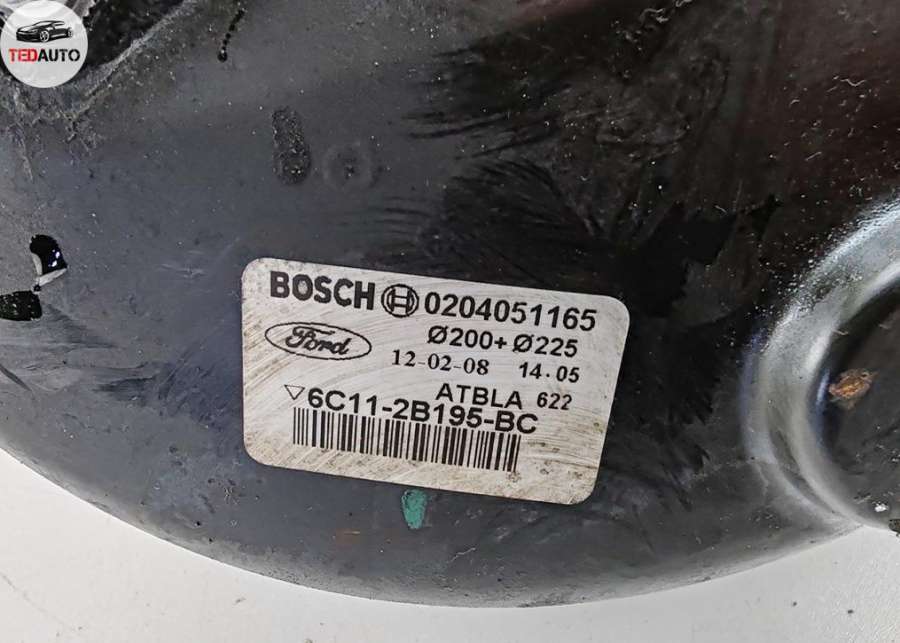 TEDAUTO
BOSCH 0204051165
Ø200+Ø225
Ford
12-02-08 14.05
ATBLA 622
6C11-2B195-BC